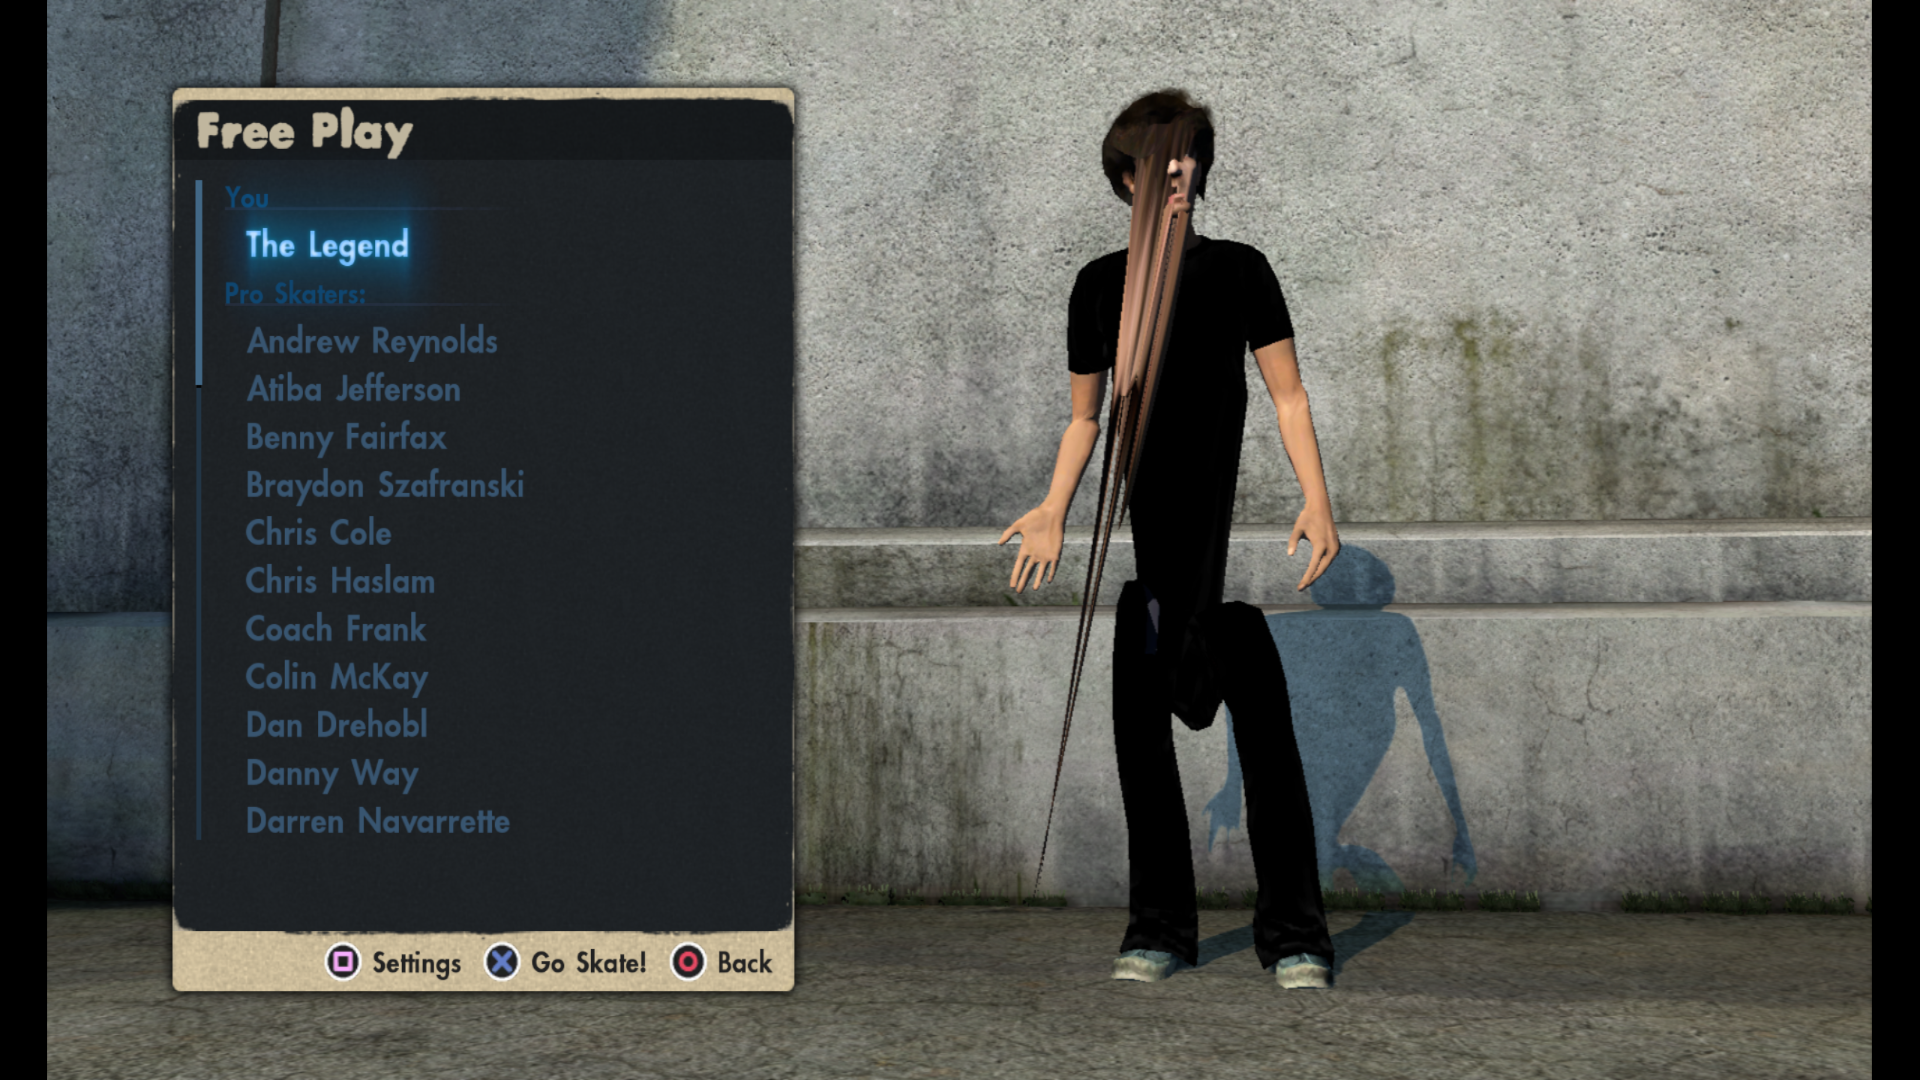 Free Play
You
The Legend
Pro Skaters:
Andrew Reynolds
Atiba Jefferson
Benny Fairfax
Braydon Szafranski
Chris Cole
Chris Haslam
Coach Frank
Colin McKay
Dan Drehobl
Danny Way
Darren Navarrette
Settings Go Skate! Back